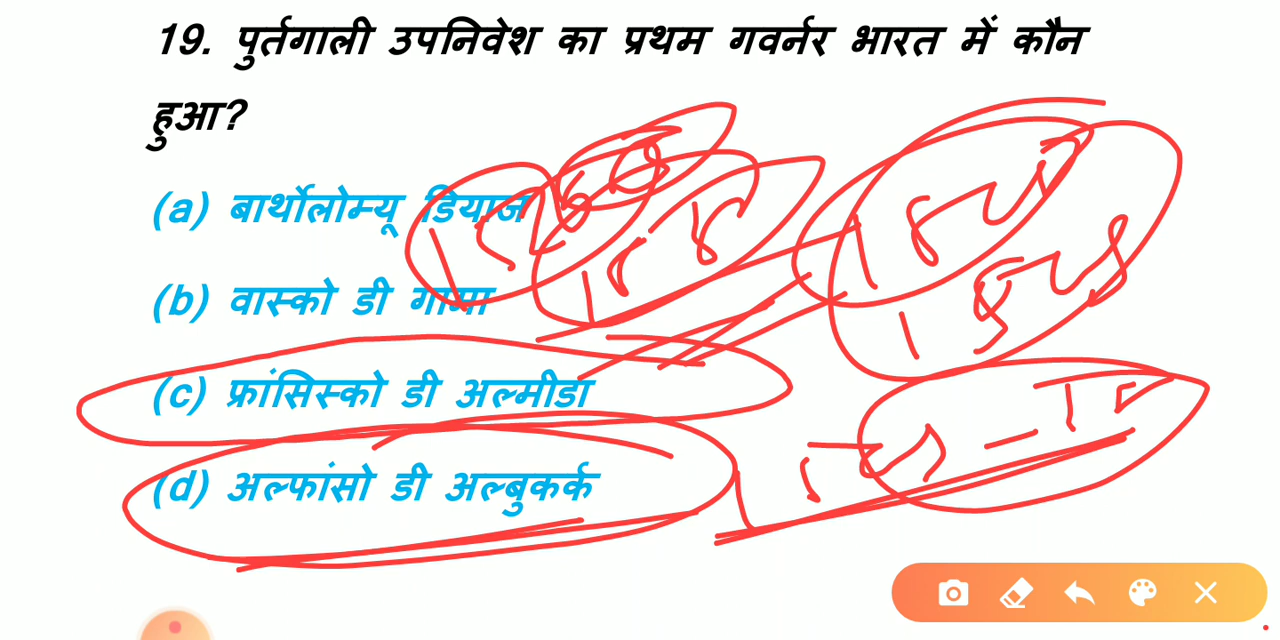 19. पुर्तगाली उपनिवेश का प्रथम गवर्नर भारत में कौन
हुआ?
(a) बार्थोलोम्यू डियाज
(b) वास्को डी गामा
(c) फ्रांसिस्को डी अल्मीडा
(d) अल्फांसो डी अल्बुकर्क